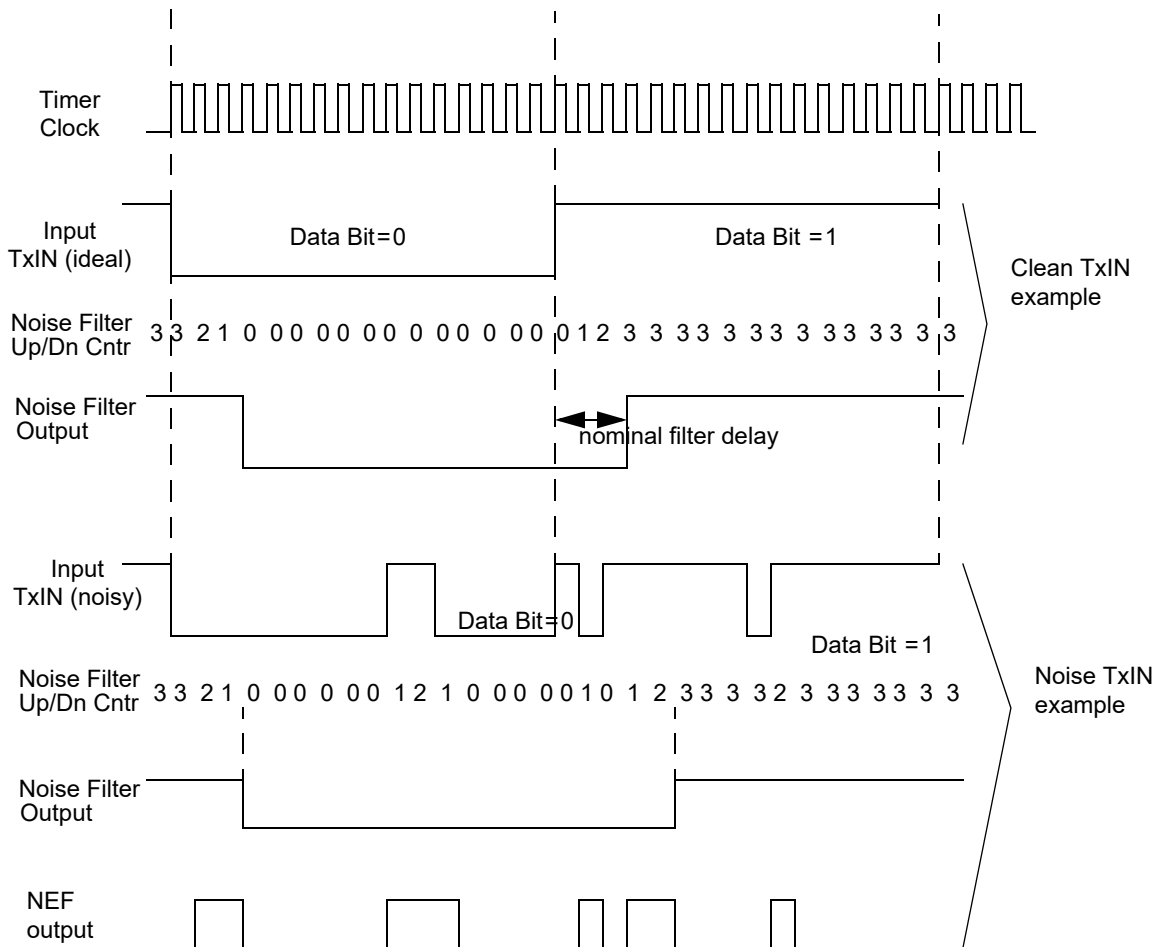 Timer
Clock
Input
TxIN (ideal)
Data Bit=0
Data Bit =1
Clean TxIN
example
Noise Filter
Up/Dn Cntr
3 3 2 1 0 0 0 0 0 0 0 0 0 0 0 0 0 1 2 3 3 3 3 3 3 3 3 3 3 3 3 3 3
Noise Filter
Output
nominal filter delay
Input
TxIN (noisy)
Data Bit=0
Data Bit =1
Noise Filter
Up/Dn Cntr
3 3 2 1 0 0 0 0 0 0 1 2 1 0 0 0 0 0 1 0 1 2 3 3 3 3 2 3 3 3 3 3 3 3
Noise TxIN
example
Noise Filter
Output
NEF
output